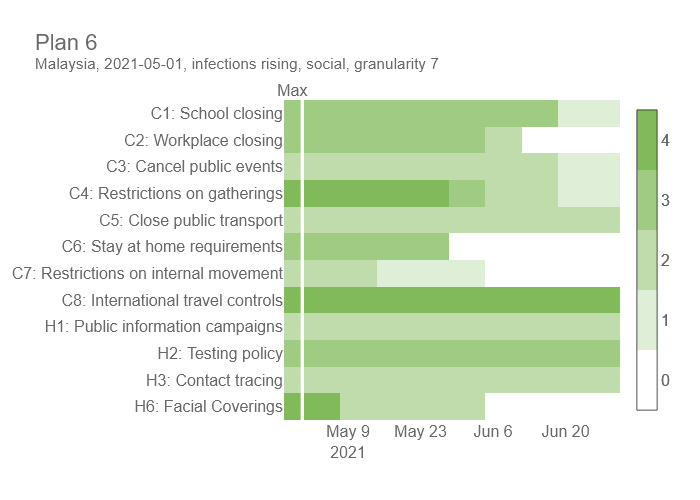 Plan 6
Malaysia, 2021-05-01, infections rising, social, granularity 7
Max
C1: School closing
C2: Workplace closing
C3: Cancel public events
C4: Restrictions on gatherings
C5: Close public transport
C6: Stay at home requirements
C7: Restrictions on internal movement
C8: International travel controls
H1: Public information campaigns
H2: Testing policy
H3: Contact tracing
H6: Facial Coverings
4
3
2
1
0
May 9 May 23 Jun 6 Jun 20
2021